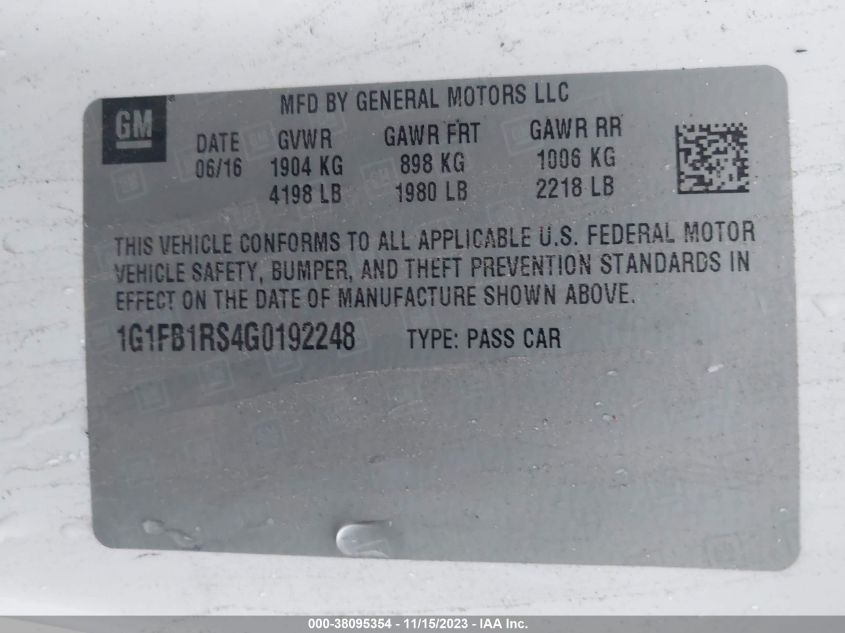 GM
MFD BY GENERAL MOTORS LLC
DATE GVWR GAWR FRT GAWR RR
06/16 1904 KG 898 KG 1006 KG
4198 LB 1980 LB 2218 LB
THIS VEHICLE CONFORMS TO ALL APPLICABLE U.S. FEDERAL MOTOR
VEHICLE SAFETY, BUMPER, AND THEFT PREVENTION STANDARDS IN
EFFECT ON THE DATE OF MANUFACTURE SHOWN ABOVE.
1G1FB1RS4G0192248 TYPE: PASS CAR
000-38095354 - 11/15/2023 - IAA Inc.